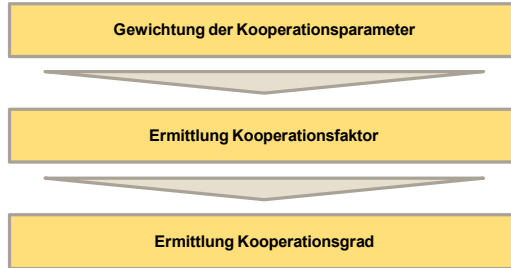 Gewichtung der Kooperationsparameter
Ermittlung Kooperationsfaktor
Ermittlung Kooperationsgrad